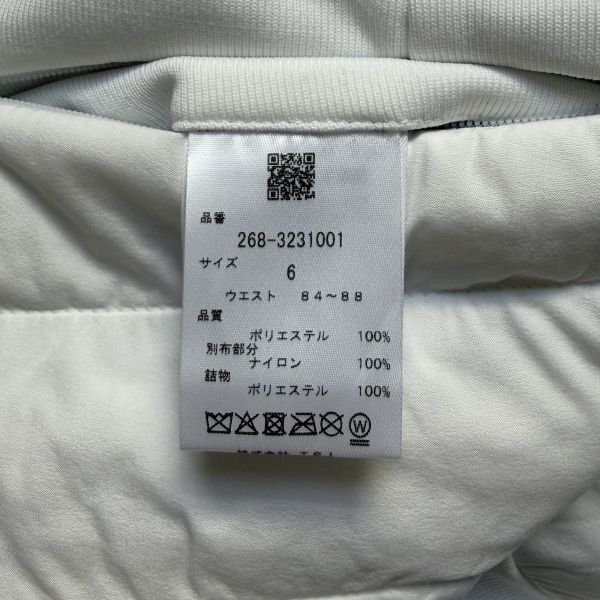 品番
268-3231001
サイズ
6
ウエスト 84～88
品質
ポリエステル 100%
別布部分
ナイロン 100%
詰物
ポリエステル 100%
W